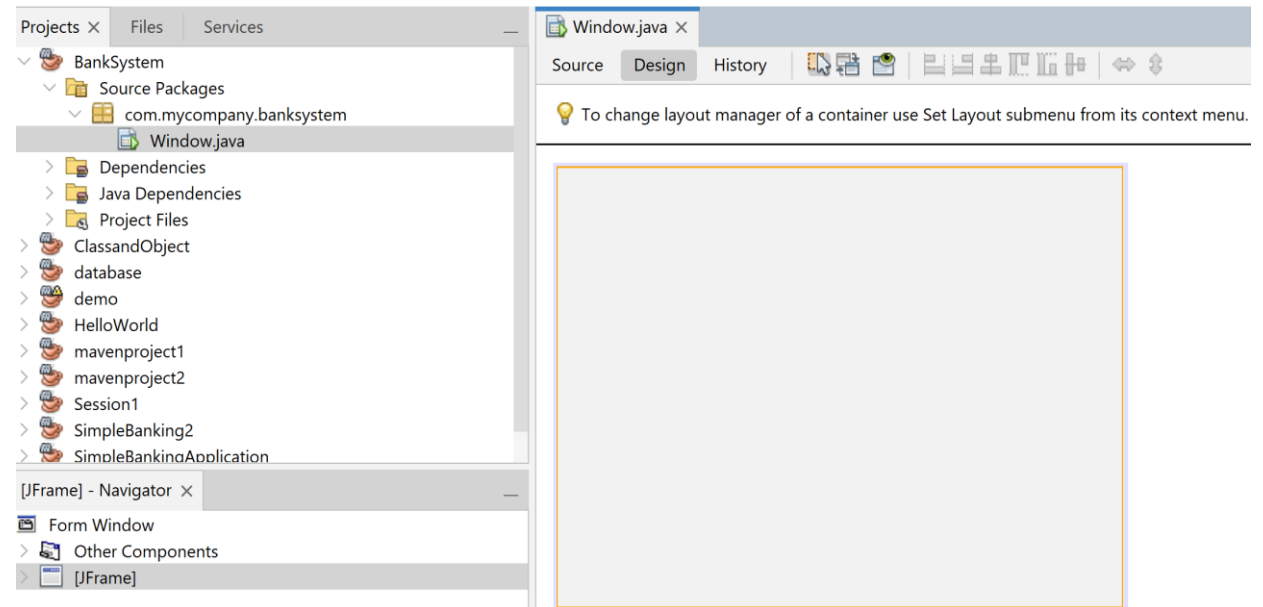 Projects Files Services
BankSystem
Source Packages
com.mycompany.banksystem
Window.java
Dependencies
Java Dependencies
Project Files
ClassandObject
database
demo
HelloWorld
mavenproject1
mavenproject2
Session1
SimpleBanking2
SimpleBankingApplication
[JFrame] - Navigator
Form Window
Other Components
[JFrame]
Window.java
Source Design History
To change layout manager of a container use Set Layout submenu from its context menu.